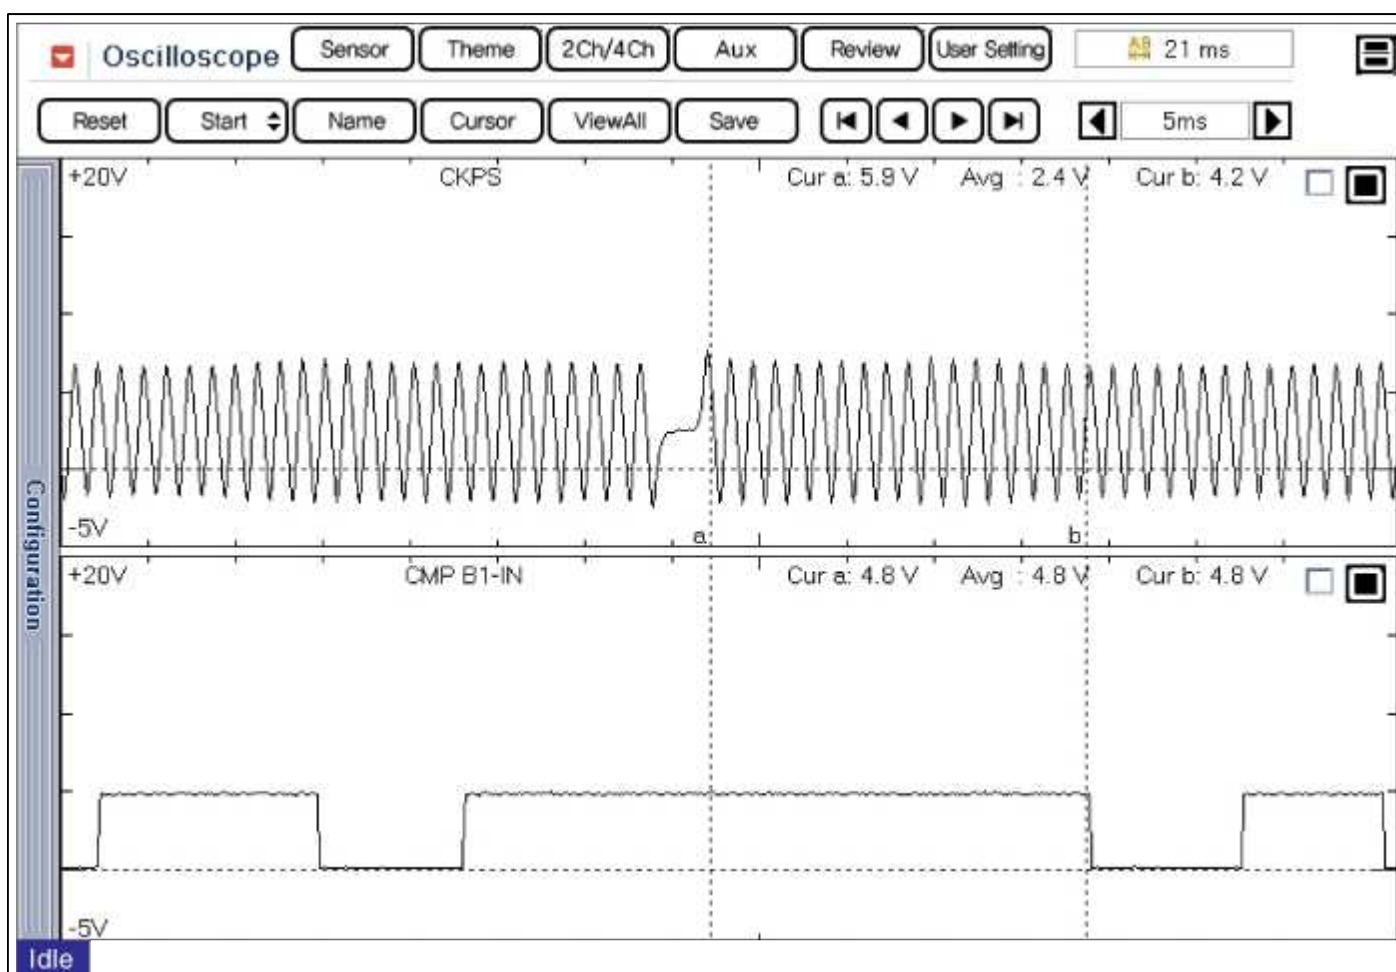 Oscilloscope Sensor Theme 2Ch/4Ch Aux Review User Setting AB 21 ms
Reset Start Name Cursor ViewAll Save 5ms
+20V CKPS Cur a: 5.9 V Avg : 2.4 V Cur b: 4.2 V
-5V a b
+20V CMP B1-IN Cur a: 4.8 V Avg : 4.8 V Cur b: 4.8 V
-5V
Configuration
Idle